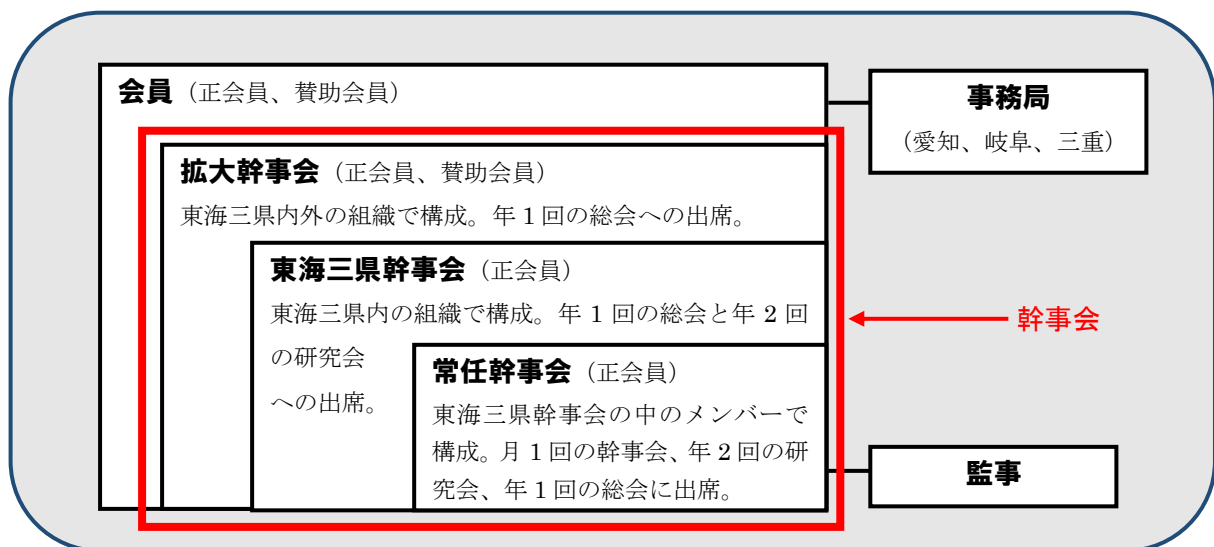 会員（正会員、賛助会員）
事務局
（愛知、岐阜、三重）
拡大幹事会（正会員、賛助会員）
東海三県内外の組織で構成。年 1 回の総会への出席。
東海三県幹事会（正会員）
東海三県内の組織で構成。年 1 回の総会と年 2 回
の研究会
への出席。
幹事会
常任幹事会（正会員）
東海三県幹事会の中のメンバーで
構成。月 1 回の幹事会、年 2 回の研
究会、年 1 回の総会に出席。
監事